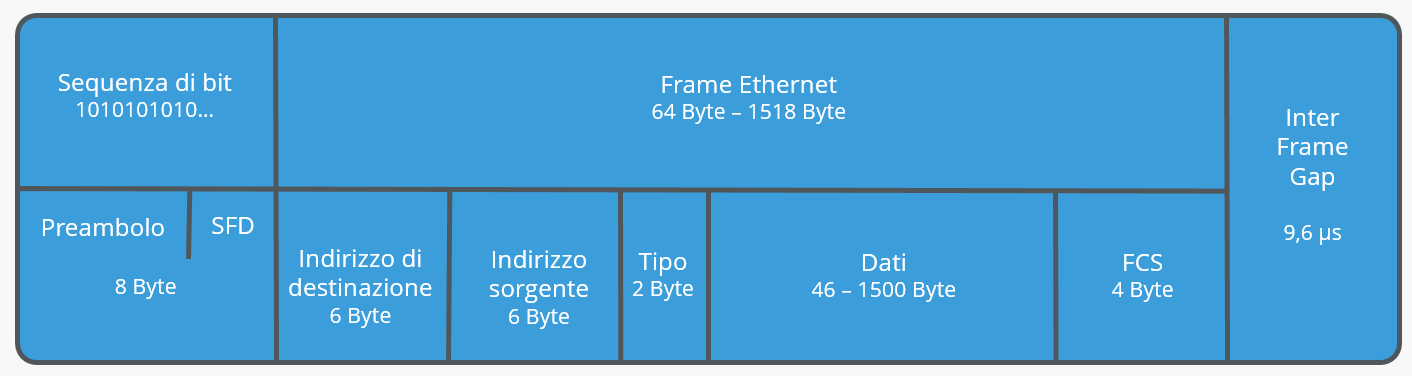 Sequenza di bit
1010101010...
Frame Ethernet
64 Byte – 1518 Byte
Inter
Frame
Gap
9,6 µs
Preambolo
SFD
8 Byte
Indirizzo di
destinazione
6 Byte
Indirizzo
sorgente
6 Byte
Tipo
2 Byte
Dati
46 – 1500 Byte
FCS
4 Byte